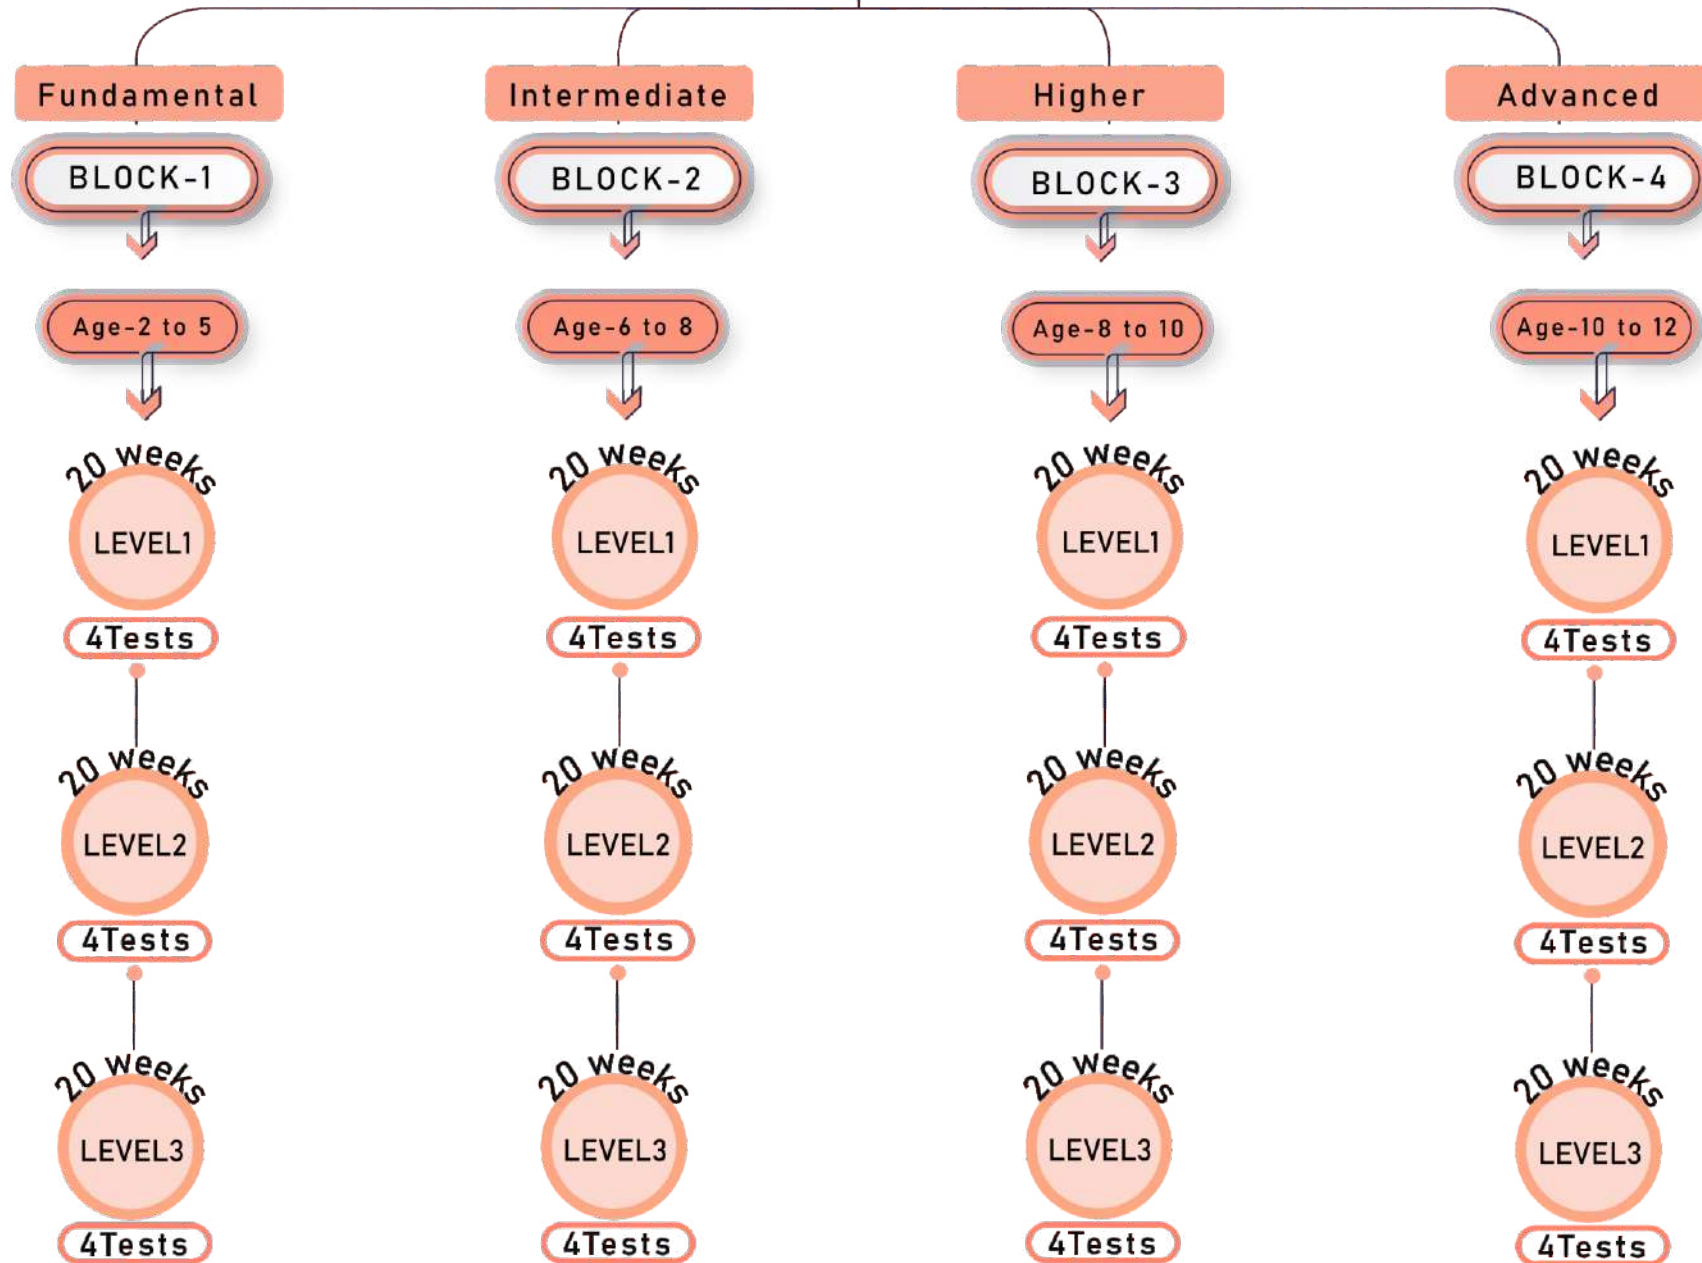 Fundamental
BLOCK-1
Age-2 to 5
20 weeks
LEVEL1
4Tests
20 weeks
LEVEL2
4Tests
20 weeks
LEVEL3
4Tests
Intermediate
BLOCK-2
Age-6 to 8
20 weeks
LEVEL1
4Tests
20 weeks
LEVEL2
4Tests
20 weeks
LEVEL3
4Tests
Higher
BLOCK-3
Age-8 to 10
20 weeks
LEVEL1
4Tests
20 weeks
LEVEL2
4Tests
20 weeks
LEVEL3
4Tests
Advanced
BLOCK-4
Age-10 to 12
20 weeks
LEVEL1
4Tests
20 weeks
LEVEL2
4Tests
20 weeks
LEVEL3
4Tests